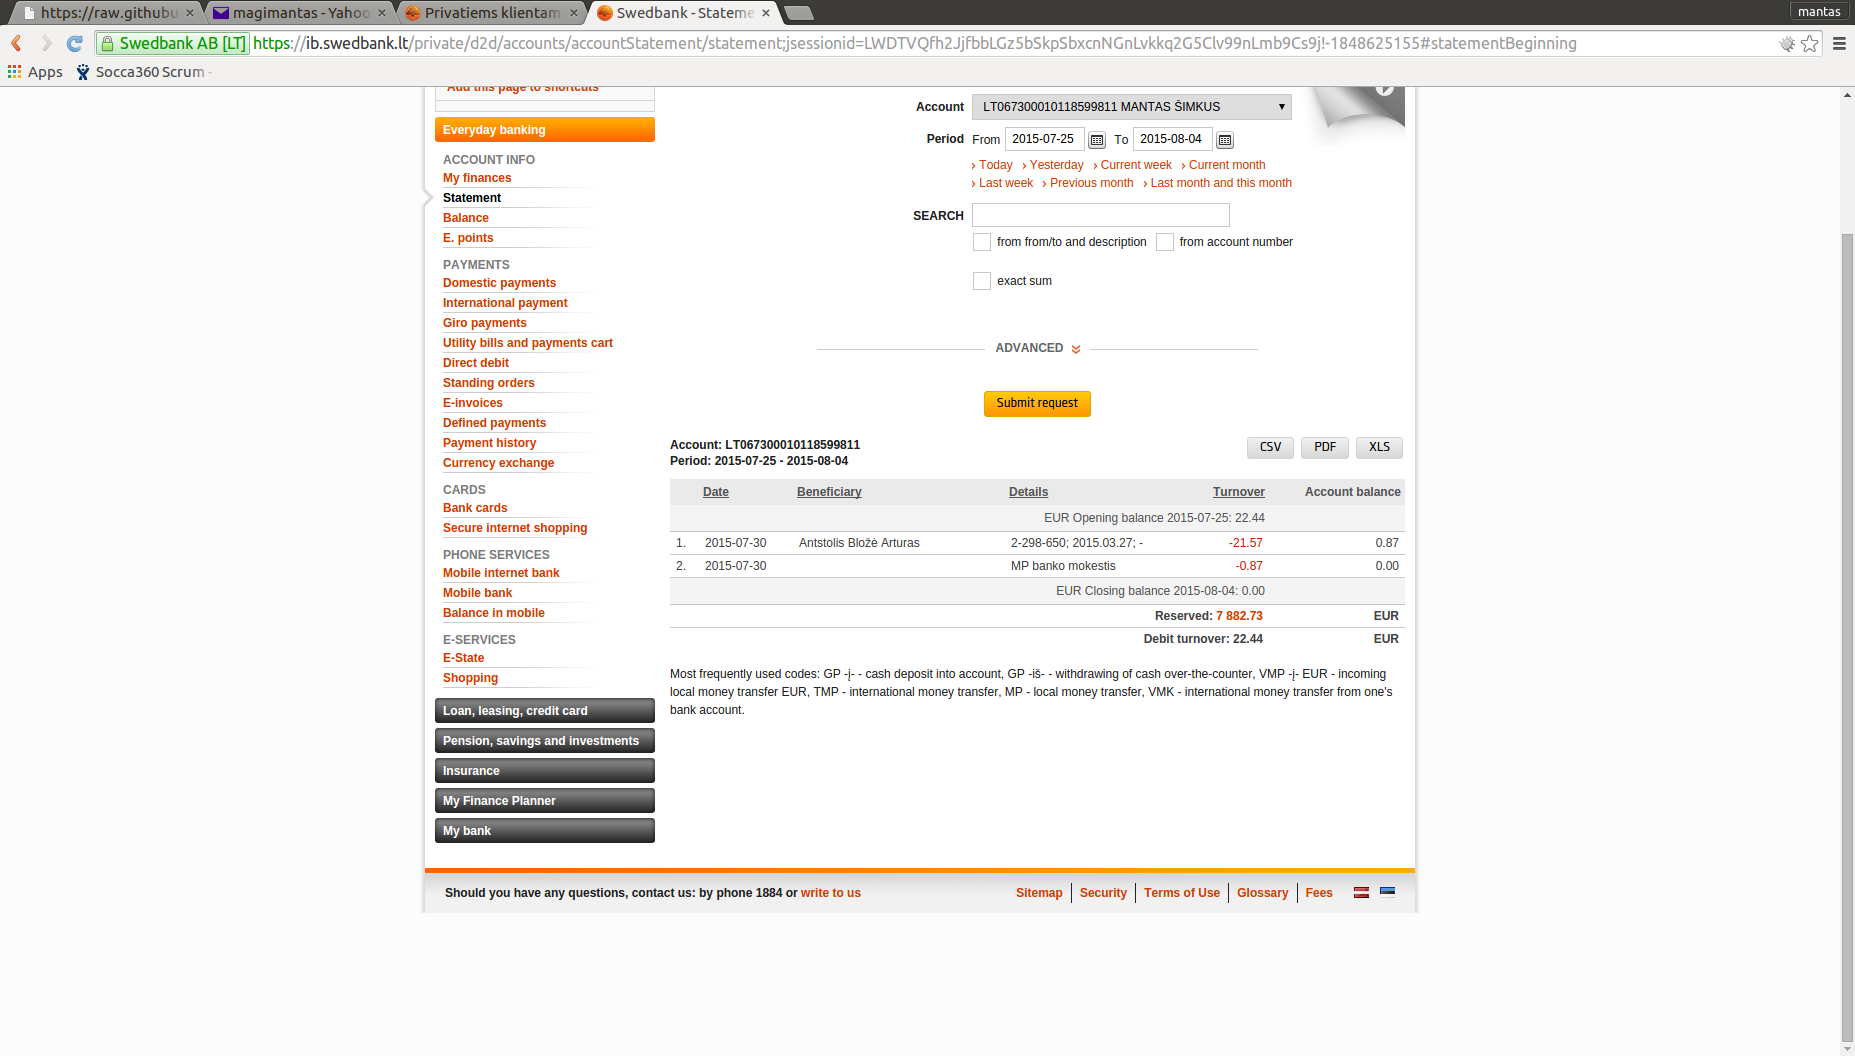 https://raw.githubu
magimantas - Yahoo
Privatiems klientam
Swedbank - Stateme
mantas
Swedbank AB [LT] https://ib.swedbank.lt/private/d2d/accounts/accountStatement/statement;jsessionid=LWDTVQfh2JjfbbLGz5bSkpSbxcnNGnLvkkq2G5Clv99nLmb9Cs9j!-1848625155#statementBeginning
Apps Socca360 Scrum -
Add this page to shortcuts
Everyday banking
ACCOUNT INFO
My finances
Statement
Balance
E. points
PAYMENTS
Domestic payments
International payment
Giro payments
Utility bills and payments cart
Direct debit
Standing orders
E-invoices
Defined payments
Payment history
Currency exchange
CARDS
Bank cards
Secure internet shopping
PHONE SERVICES
Mobile internet bank
Mobile bank
Balance in mobile
E-SERVICES
E-State
Shopping
Loan, leasing, credit card
Pension, savings and investments
Insurance
My Finance Planner
My bank
Account LT067300010118599811 MANTAS ŠIMKUS
Period From 2015-07-25 To 2015-08-04
Today Yesterday Current week Current month
Last week Previous month Last month and this month
SEARCH
from from/to and description from account number
exact sum
ADVANCED
Submit request
Account: LT067300010118599811
Period: 2015-07-25 - 2015-08-04
CSV PDF XLS
Date Beneficiary Details Turnover Account balance
EUR Opening balance 2015-07-25: 22.44
1. 2015-07-30 Antstolis Bložė Arturas 2-298-650; 2015.03.27; - -21.57 0.87
2. 2015-07-30 MP banko mokestis -0.87 0.00
EUR Closing balance 2015-08-04: 0.00
Reserved: 7 882.73 EUR
Debit turnover: 22.44 EUR
Most frequently used codes: GP -į- - cash deposit into account, GP -iš- - withdrawing of cash over-the-counter, VMP -į- EUR - incoming
local money transfer EUR, TMP - international money transfer, MP - local money transfer, VMK - international money transfer from one's
bank account.
Should you have any questions, contact us: by phone 1884 or write to us
Sitemap Security Terms of Use Glossary Fees